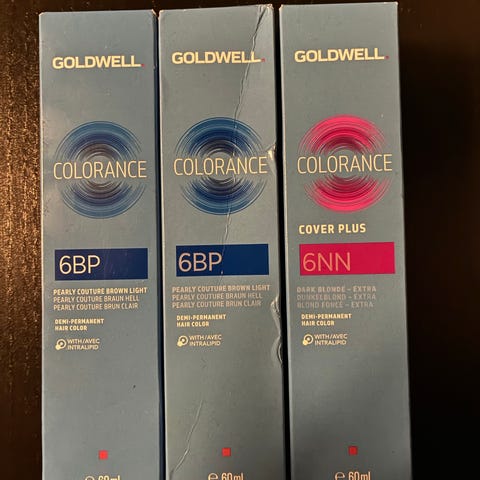 GOLDWELL.
COLORANCE
6BP
PEARLY COUTURE BROWN LIGHT
PEARLY COUTURE BRAUN HELL
PEARLY COUTURE BRUN CLAIR
DEMI-PERMANENT
HAIR COLOR
WITH/AVEC
INTRALIPID
℮ 60ml
GOLDWELL.
COLORANCE
6BP
PEARLY COUTURE BROWN LIGHT
PEARLY COUTURE BRAUN HELL
PEARLY COUTURE BRUN CLAIR
DEMI-PERMANENT
HAIR COLOR
WITH/AVEC
INTRALIPID
℮ 60ml
GOLDWELL.
COLORANCE
COVER PLUS
6NN
DARK BLONDE – EXTRA
DUNKELBLOND – EXTRA
BLOND FONCÉ – EXTRA
DEMI-PERMANENT
HAIR COLOR
WITH/AVEC
INTRALIPID
℮ 60ml